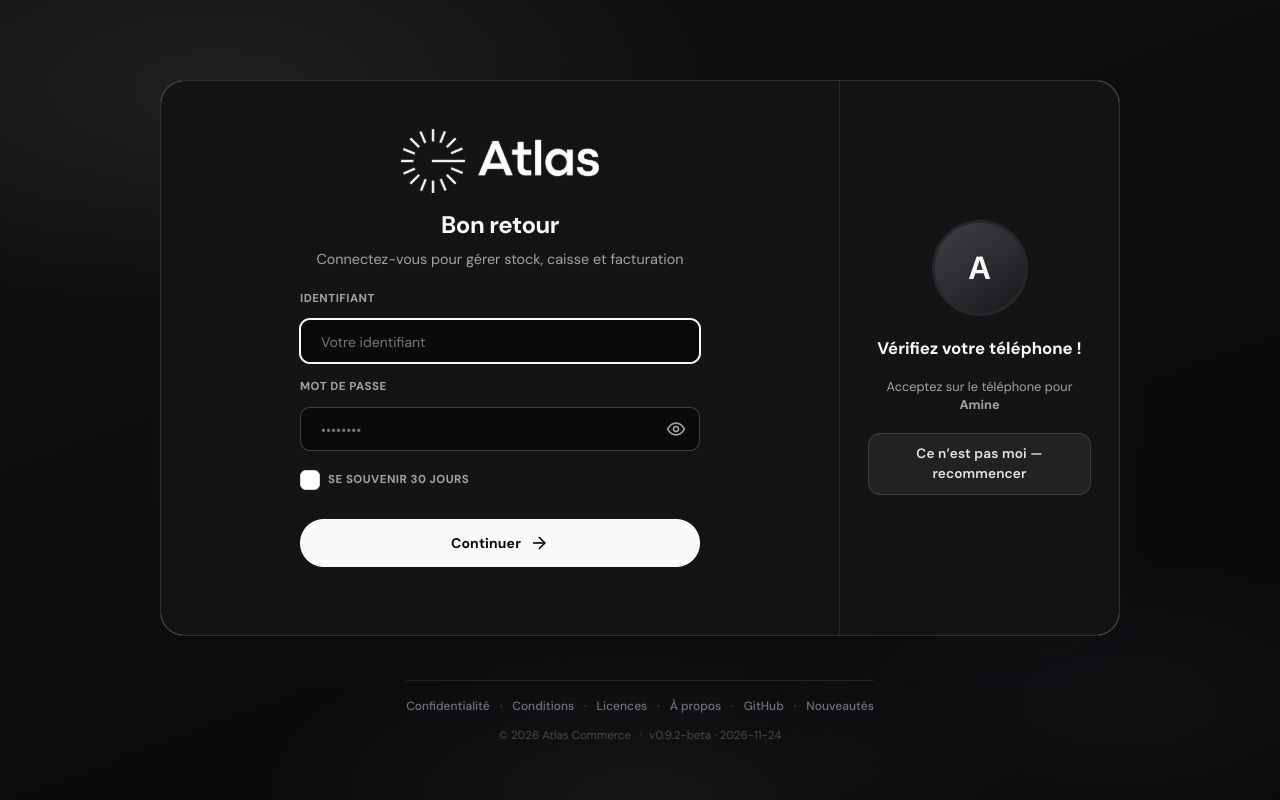 Atlas
Bon retour
Connectez-vous pour gérer stock, caisse et facturation
IDENTIFIANT
Votre identifiant
MOT DE PASSE
••••••••
SE SOUVENIR 30 JOURS
Continuer →
A
Vérifiez votre téléphone !
Acceptez sur le téléphone pour
Amine
Ce n’est pas moi —
recommencer
Confidentialité · Conditions · Licences · À propos · GitHub · Nouveautés
© 2026 Atlas Commerce · v0.9.2-beta · 2026-11-24